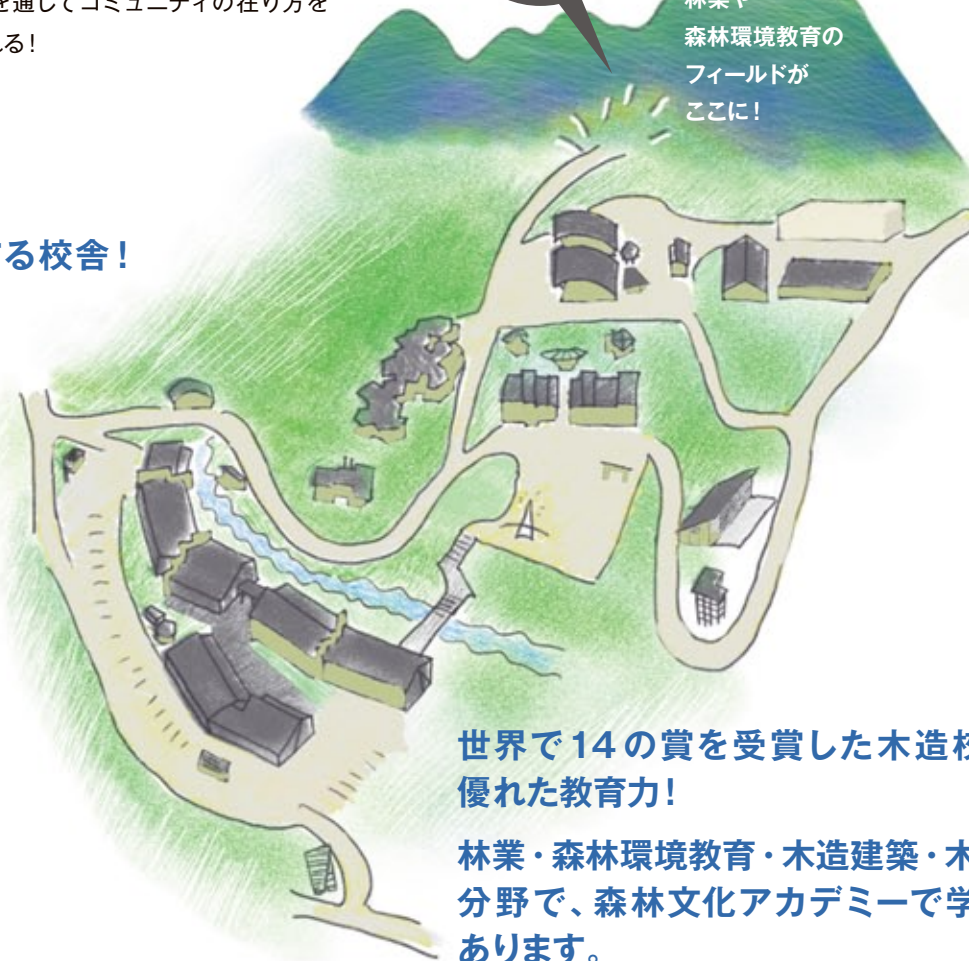 を通してコミュニティの在り方を
る！
林業や
森林環境教育の
フィールドが
ここに！
る校舎！
世界で14の賞を受賞した木造校
優れた教育力！
林業・森林環境教育・木造建築・木
分野で、森林文化アカデミーで学
あります。